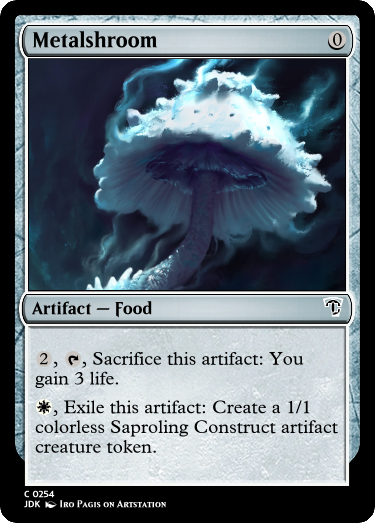 Metalshroom 0
Artifact — Food
2, , Sacrifice this artifact: You
gain 3 life.
, Exile this artifact: Create a 1/1
colorless Saproling Construct artifact
creature token.
C 0254
JDK Iro Pagis on Artstation